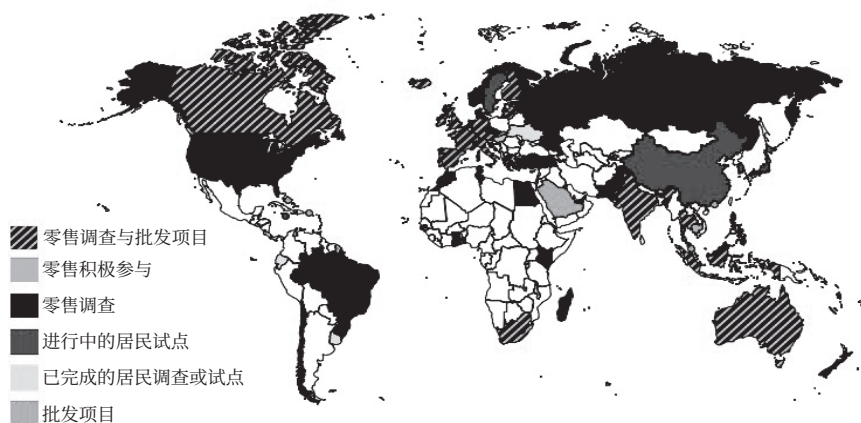 零售调查与批发项目
零售积极参与
零售调查
进行中的居民试点
已完成的居民调查或试点
批发项目